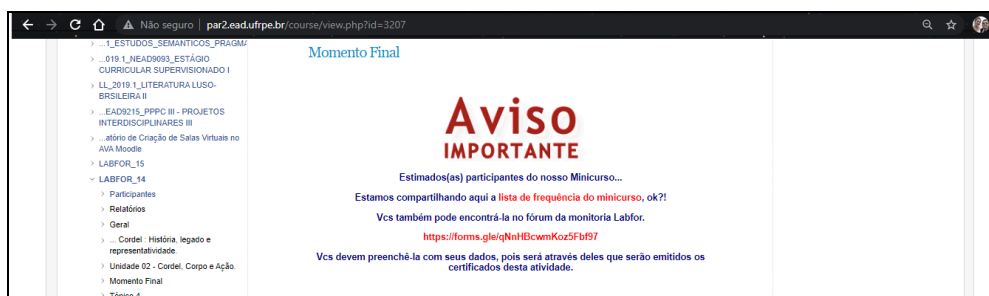 Não seguro | par2.ead.ufrpe.br/course/view.php?id=3207
...1_ESTUDOS_SEMANTICOS_PRAGMA
...019.1_NEAD9093_ESTÁGIO
CURRICULAR SUPERVISIONADO I
LL_2019.1_LITERATURA LUSO-
BRSILEIRA II
...EAD9215_PPPC III - PROJETOS
INTERDISCIPLINARES III
...atório de Criação de Salas Virtuais no
AVA Moodle
LABFOR_15
LABFOR_14
Participantes
Relatórios
Geral
... Cordel : História, legado e
representatividade.
Unidade 02 - Cordel, Corpo e Ação.
Momento Final
Tópico 4
Momento Final
Aviso
IMPORTANTE
Estimados(as) participantes do nosso Minicurso...
Estamos compartilhando aqui a lista de frequência do minicurso, ok?!
Vcs também pode encontrá-la no fórum da monitoria Labfor.
https://forms.gle/qNnHBcwmKoz5Fbf97
Vcs devem preenchê-la com seus dados, pois será através deles que serão emitidos os
certificados desta atividade.